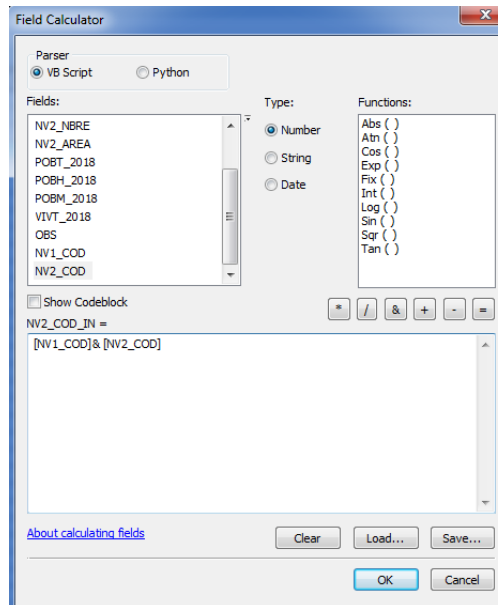 Field Calculator
Parser
VB Script
Python
Fields:
NV2_NBRE
NV2_AREA
POBT_2018
POBH_2018
POBM_2018
VIVT_2018
OBS
NV1_COD
NV2_COD
Type:
Number
String
Date
Functions:
Abs ( )
Atn ( )
Cos ( )
Exp ( )
Fix ( )
Int ( )
Log ( )
Sin ( )
Sqr ( )
Tan ( )
Show Codeblock
* / & + - =
NV2_COD_IN =
[NV1_COD]& [NV2_COD]
About calculating fields
Clear
Load...
Save...
OK
Cancel